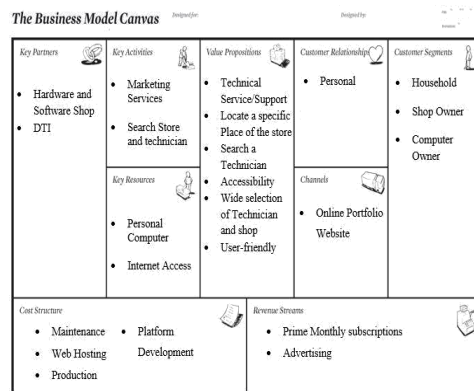 The Business Model Canvas
Designed for:
Designed by:
Key Partners
• Hardware and
Software Shop
• DTI
Key Activities
• Marketing
Services
• Search Store
and technician
Key Resources
• Personal
Computer
• Internet Access
Value Propositions
• Technical
Service/Support
• Locate a specific
Place of the store
• Search a
Technician
• Accessibility
• Wide selection
of Technician
and shop
• User-friendly
Customer Relationships
• Personal
Channels
• Online Portfolio
Website
Customer Segments
• Household
• Shop Owner
• Computer
Owner
Cost Structure
• Maintenance
• Web Hosting
• Production
• Platform
Development
Revenue Streams
• Prime Monthly subscriptions
• Advertising